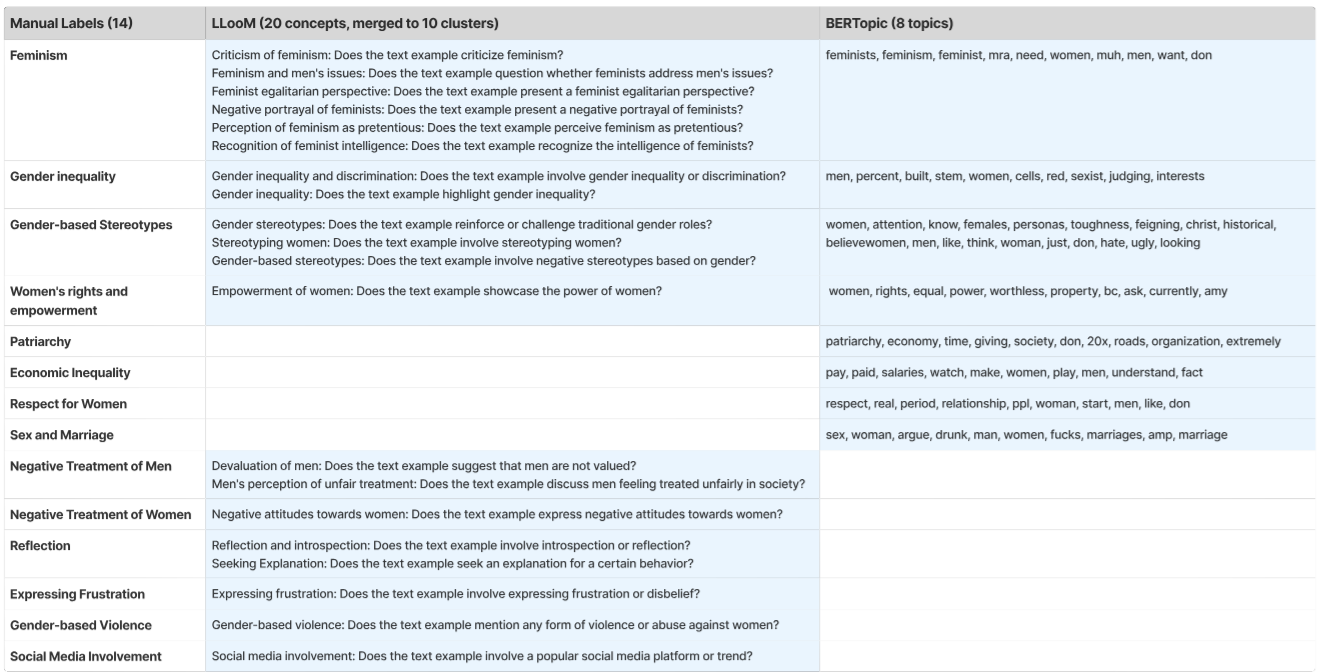 Manual Labels (14) LLooM (20 concepts, merged to 10 clusters) BERTopic (8 topics)
Feminism Criticism of feminism: Does the text example criticize feminism? feminists, feminism, feminist, mra, need, women, muh, men, want, don
Feminism and men's issues: Does the text example question whether feminists address men's issues?
Feminist egalitarian perspective: Does the text example present a feminist egalitarian perspective?
Negative portrayal of feminists: Does the text example present a negative portrayal of feminists?
Perception of feminism as pretentious: Does the text example perceive feminism as pretentious?
Recognition of feminist intelligence: Does the text example recognize the intelligence of feminists?
Gender inequality Gender inequality and discrimination: Does the text example involve gender inequality or discrimination? men, percent, built, stem, women, cells, red, sexist, judging, interests
Gender inequality: Does the text example highlight gender inequality?
Gender-based Stereotypes Gender stereotypes: Does the text example reinforce or challenge traditional gender roles? women, attention, know, females, personas, toughness, feigning, christ, historical,
Stereotyping women: Does the text example involve stereotyping women? believewomen, men, like, think, woman, just, don, hate, ugly, looking
Gender-based stereotypes: Does the text example involve negative stereotypes based on gender?
Women's rights and Empowerment of women: Does the text example showcase the power of women? women, rights, equal, power, worthless, property, bc, ask, currently, amy
empowerment
Patriarchy patriarchy, economy, time, giving, society, don, 20x, roads, organization, extremely
Economic Inequality pay, paid, salaries, watch, make, women, play, men, understand, fact
Respect for Women respect, real, period, relationship, ppl, woman, start, men, like, don
Sex and Marriage sex, woman, argue, drunk, man, women, fucks, marriages, amp, marriage
Negative Treatment of Men Devaluation of men: Does the text example suggest that men are not valued?
Men's perception of unfair treatment: Does the text example discuss men feeling treated unfairly in society?
Negative Treatment of Women Negative attitudes towards women: Does the text example express negative attitudes towards women?
Reflection Reflection and introspection: Does the text example involve introspection or reflection?
Seeking Explanation: Does the text example seek an explanation for a certain behavior?
Expressing Frustration Expressing frustration: Does the text example involve expressing frustration or disbelief?
Gender-based Violence Gender-based violence: Does the text example mention any form of violence or abuse against women?
Social Media Involvement Social media involvement: Does the text example involve a popular social media platform or trend?